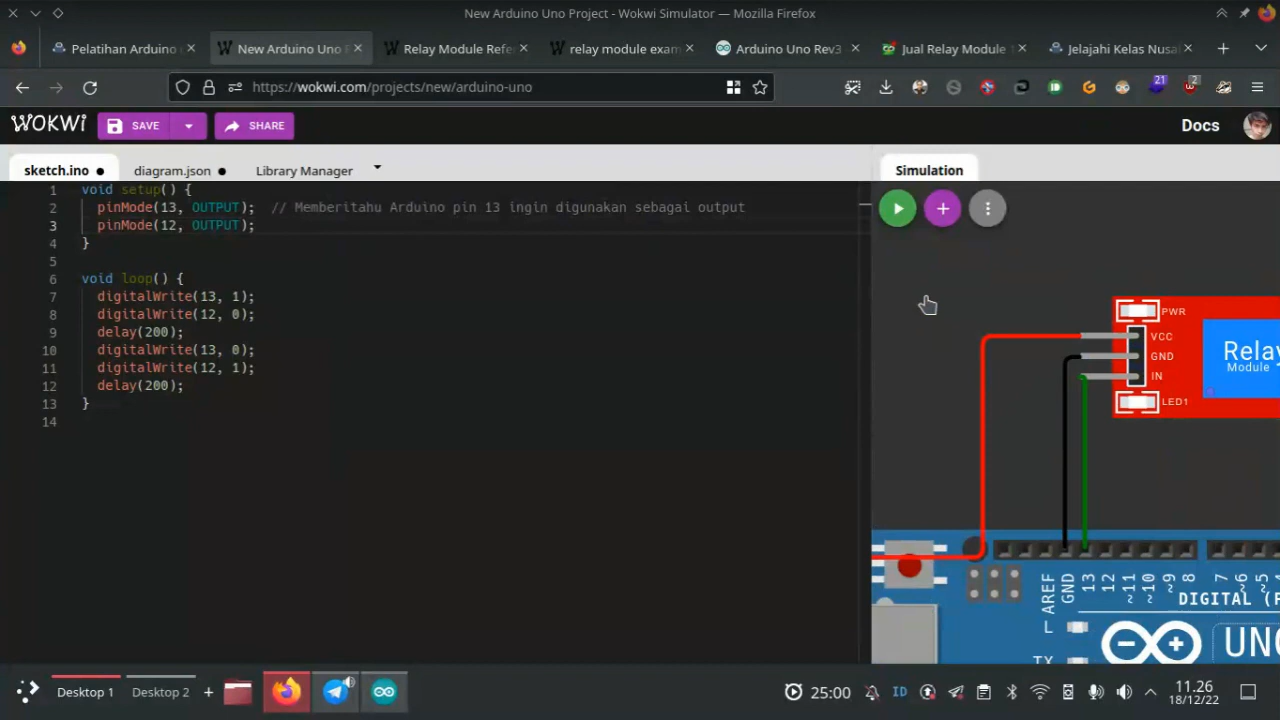 New Arduino Uno Project - Wokwi Simulator — Mozilla Firefox
Pelatihan Arduino
New Arduino Uno P
Relay Module Refe
relay module exam
Arduino Uno Rev3
Jual Relay Module 1
Jelajahi Kelas Nusa
https://wokwi.com/projects/new/arduino-uno
21
2
WOKWI
SAVE
SHARE
Docs
sketch.ino
diagram.json
Library Manager
Simulation
1 void setup() {
2 pinMode(13, OUTPUT); // Memberitahu Arduino pin 13 ingin digunakan sebagai output
3 pinMode(12, OUTPUT);
4 }
5
6 void loop() {
7 digitalWrite(13, 1);
8 digitalWrite(12, 0);
9 delay(200);
10 digitalWrite(13, 0);
11 digitalWrite(12, 1);
12 delay(200);
13 }
14
PWR
VCC
GND
IN
LED1
Rela
Module
AREF
GND
13
12
~11
~10
~9
8
7
~6
~5
DIGITAL (P
L
TX
UNO
Desktop 1
Desktop 2
25:00
ID
11.26
18/12/22